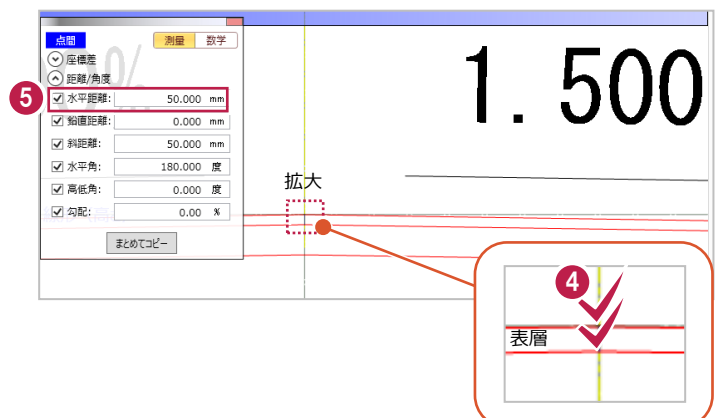 点間 測量 数学
座標差
距離/角度
5 水平距離: 50.000 mm
鉛直距離: 0.000 mm
斜距離: 50.000 mm
水平角: 180.000 度
高低角: 0.000 度
勾配: 0.00 %
まとめてコピー
1.500
拡大
4
表層